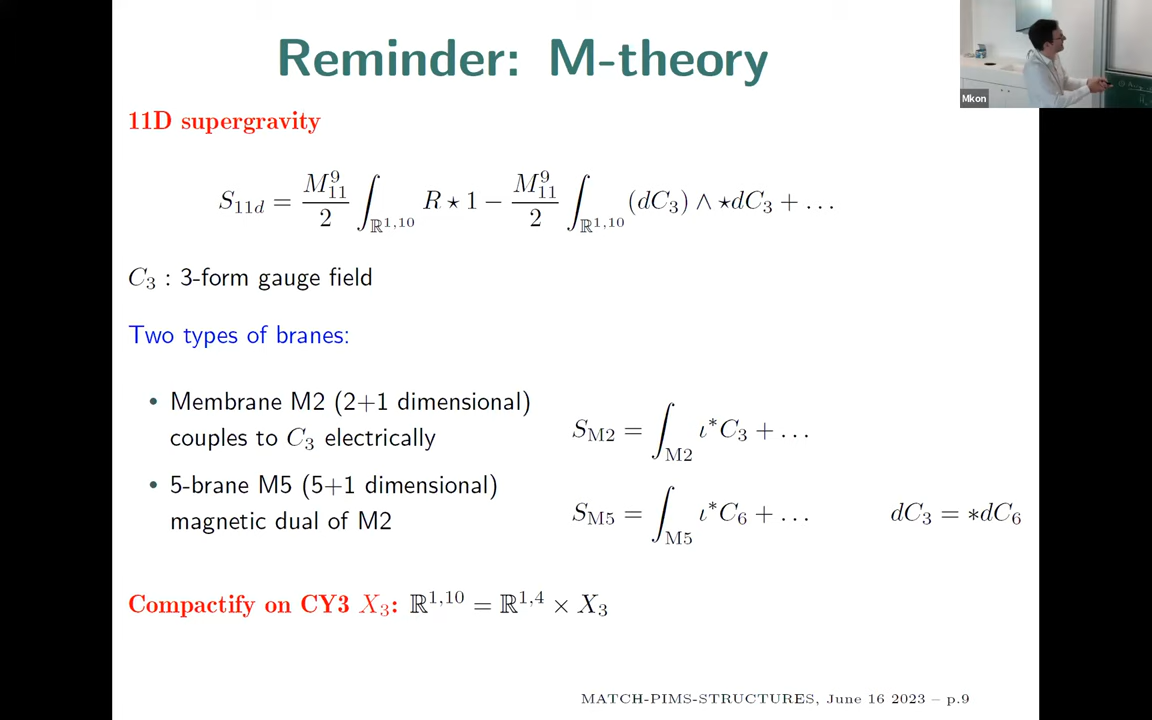 Reminder: M-theory
Mkon
11D supergravity
S_{11d} = \frac{M_{11}^9}{2} \int_{\mathbb{R}^{1,10}} R \star 1 - \frac{M_{11}^9}{2} \int_{\mathbb{R}^{1,10}} (dC_3) \wedge \star dC_3 + \dots
C_3 : 3-form gauge field
Two types of branes:
• Membrane M2 (2+1 dimensional)
couples to C_3 electrically
S_{M2} = \int_{M2} \iota^* C_3 + \dots
• 5-brane M5 (5+1 dimensional)
magnetic dual of M2
S_{M5} = \int_{M5} \iota^* C_6 + \dots
dC_3 = *dC_6
Compactify on CY3 X_3: \mathbb{R}^{1,10} = \mathbb{R}^{1,4} \times X_3
MATCH-PIMS-STRUCTURES, June 16 2023 – p.9